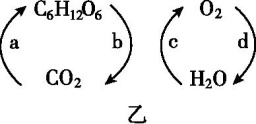 C₆H₁₂O₆ O₂
a b c d
CO₂ H₂O
乙